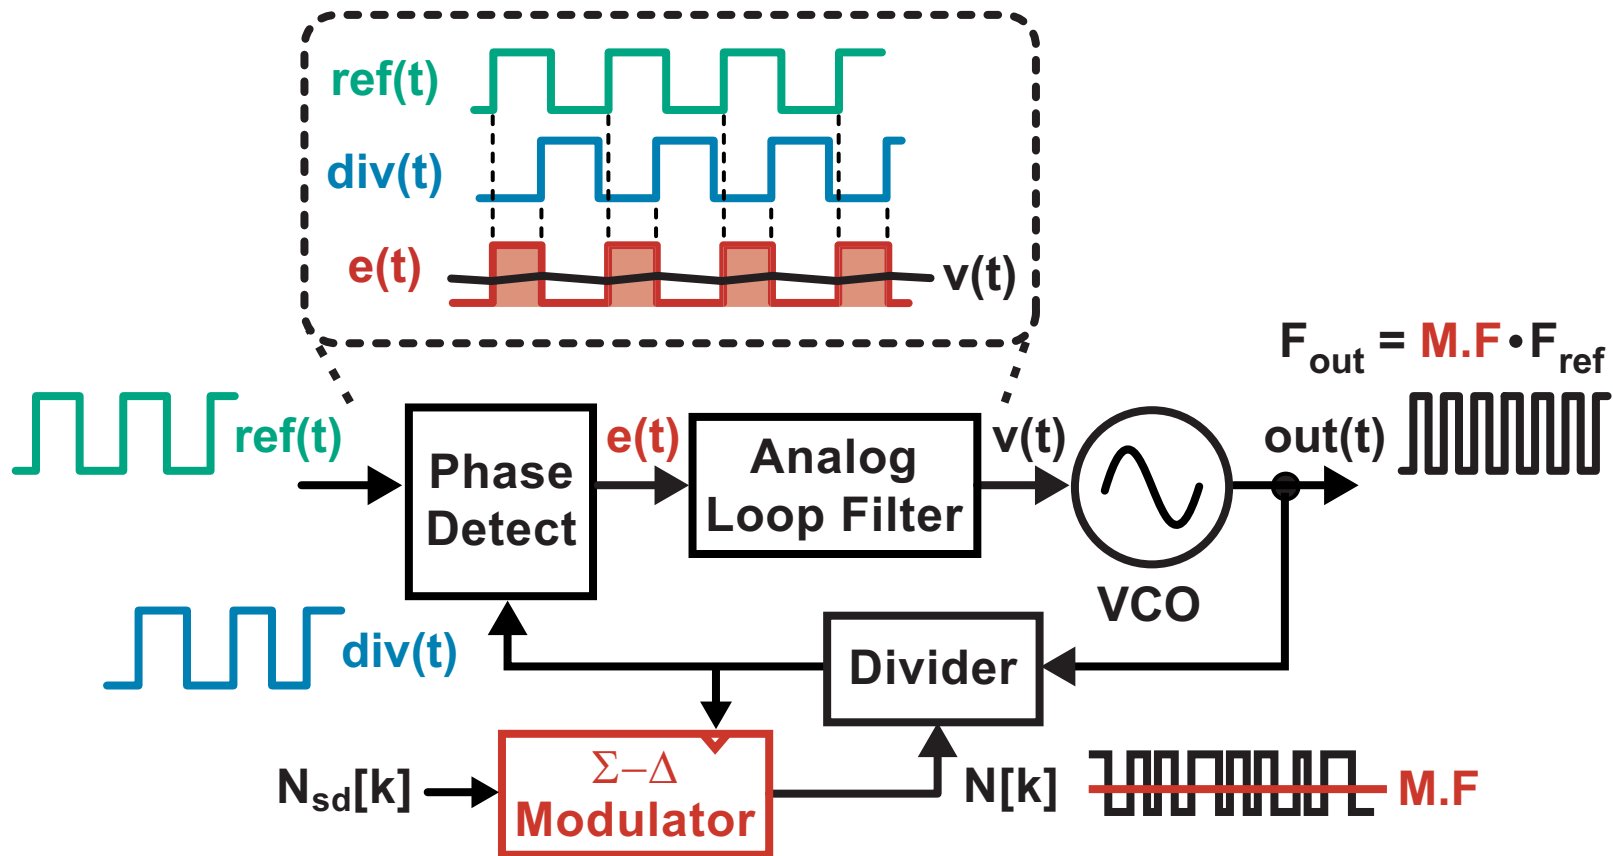 ref(t)
div(t)
e(t)
v(t)
F_out = M.F • F_ref
ref(t)
e(t)
v(t)
out(t)
Phase
Detect
Analog
Loop Filter
VCO
div(t)
Divider
N_sd[k]
Σ–Δ
Modulator
N[k]
M.F